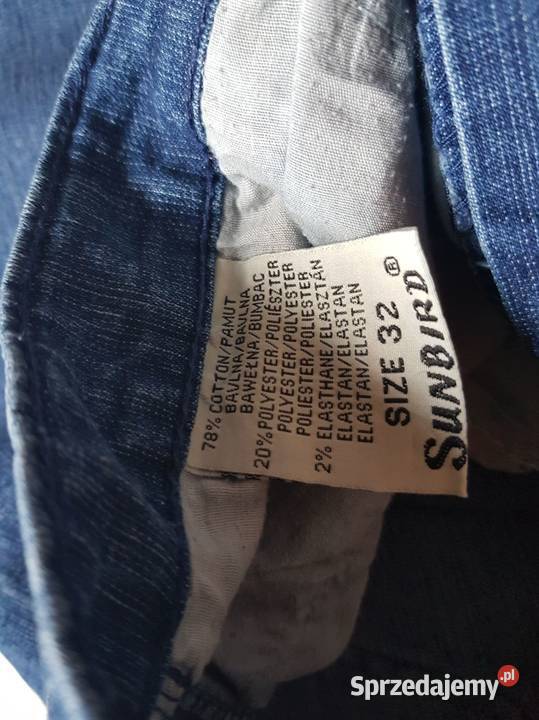 78% COTTON/PAMUT
BAVLNA/BAVLNA
BAWEŁNA/BUMBAC
20% POLYESTER/POLIÉSZTER
POLYESTER/POLYESTER
POLIESTER/POLIESTER
2% ELASTHANE/ELASZTÁN
ELASTAN/ELASTAN
ELASTAN/ELASTAN
SIZE 32 ®
SUNBIRD
Sprzedajemy.pl